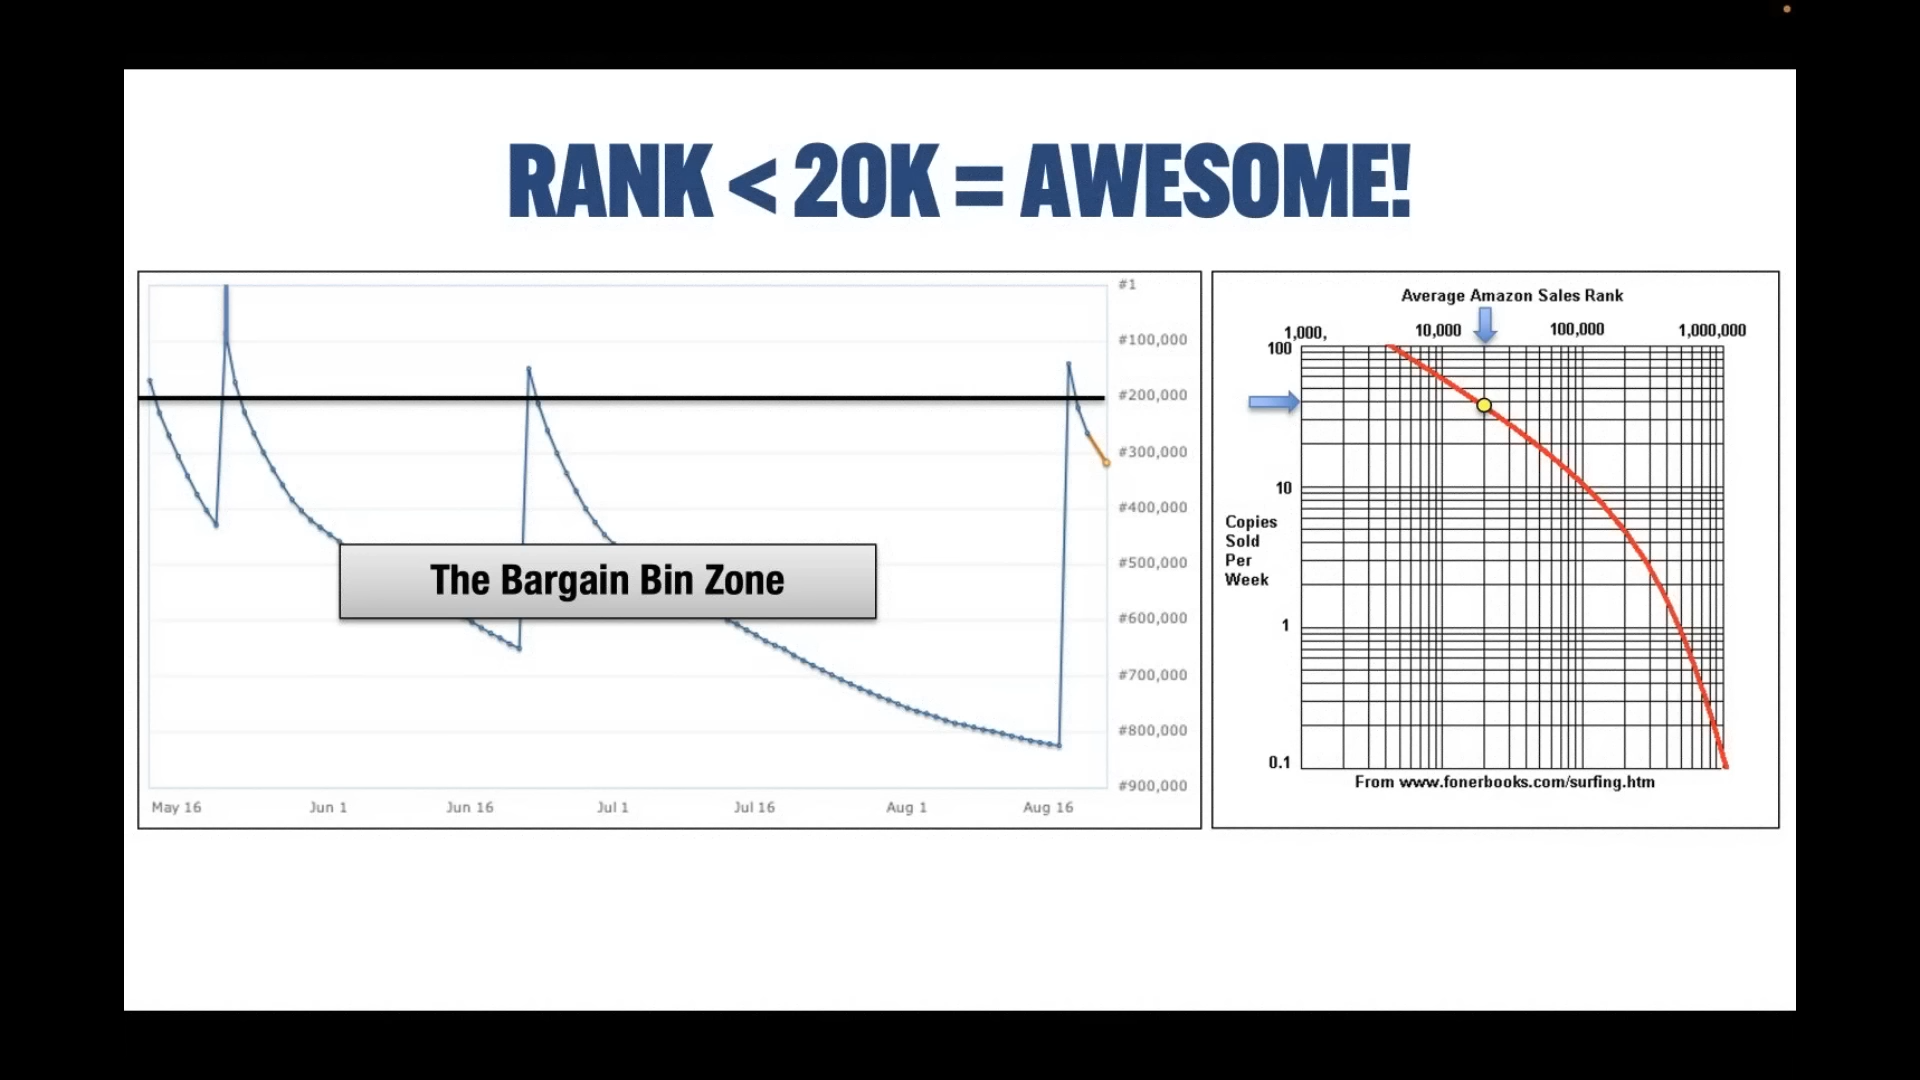 RANK < 20K = AWESOME!
#1
#100,000
#200,000
#300,000
#400,000
#500,000
#600,000
#700,000
#800,000
#900,000
The Bargain Bin Zone
May 16
Jun 1
Jun 16
Jul 1
Jul 16
Aug 1
Aug 16
Average Amazon Sales Rank
1,000,
10,000
100,000
1,000,000
100
10
Copies
Sold
Per
Week
1
0.1
From www.fonerbooks.com/surfing.htm